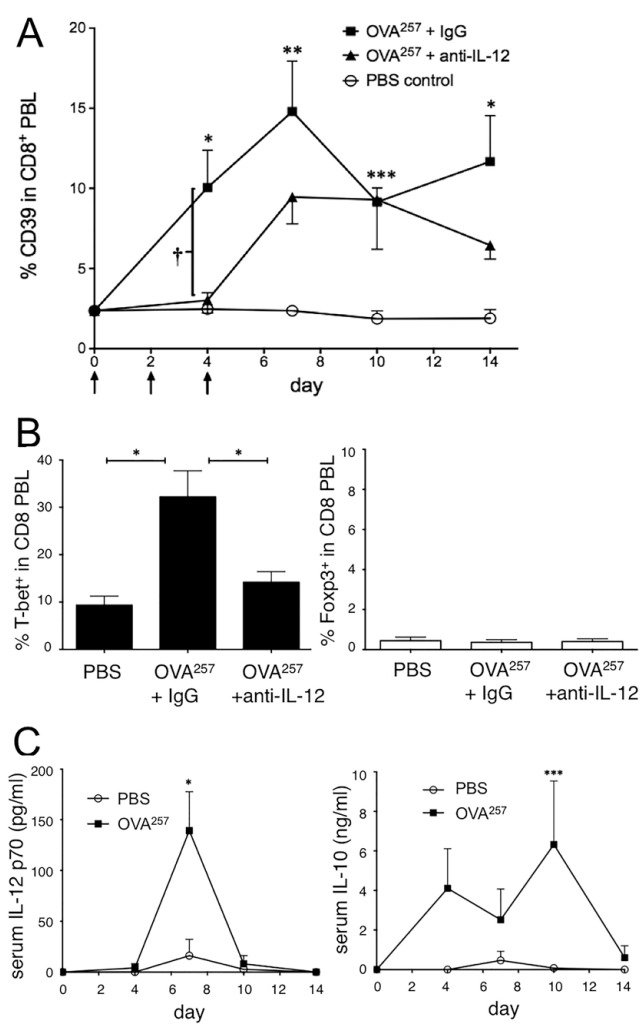 A
20
15
10
5
0
% CD39 in CD8⁺ PBL
OVA²⁵⁷ + IgG
OVA²⁵⁷ + anti-IL-12
PBS control
*
**
***
*
†
0 2 4 6 8 10 12 14
day
B
40
30
20
10
0
% T-bet⁺ in CD8 PBL
* *
PBS OVA²⁵⁷ OVA²⁵⁷
+ IgG +anti-IL-12
10
8
6
4
2
0
% Foxp3⁺ in CD8 PBL
PBS OVA²⁵⁷ OVA²⁵⁷
+ IgG +anti-IL-12
C
200
150
100
50
0
serum IL-12 p70 (pg/ml)
PBS
OVA²⁵⁷
*
0 2 4 6 8 10 12 14
day
10
8
6
4
2
0
serum IL-10 (ng/ml)
PBS
OVA²⁵⁷
***
0 2 4 6 8 10 12 14
day